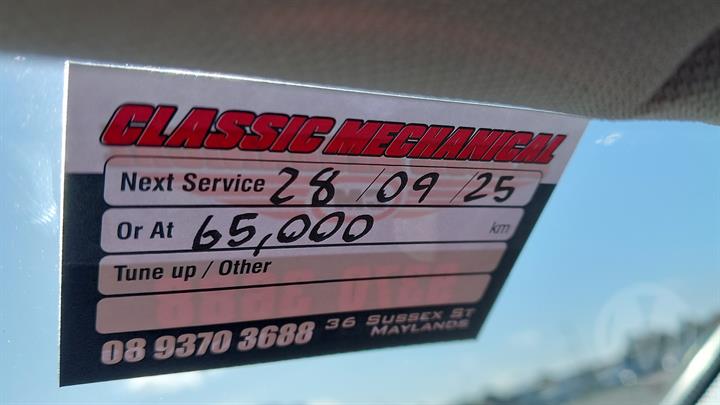 CLASSIC MECHANICAL
Next Service 28/09/25
Or At 65,000 km
Tune up / Other
08 9370 3688 36 SUSSEX ST
MAYLANDS